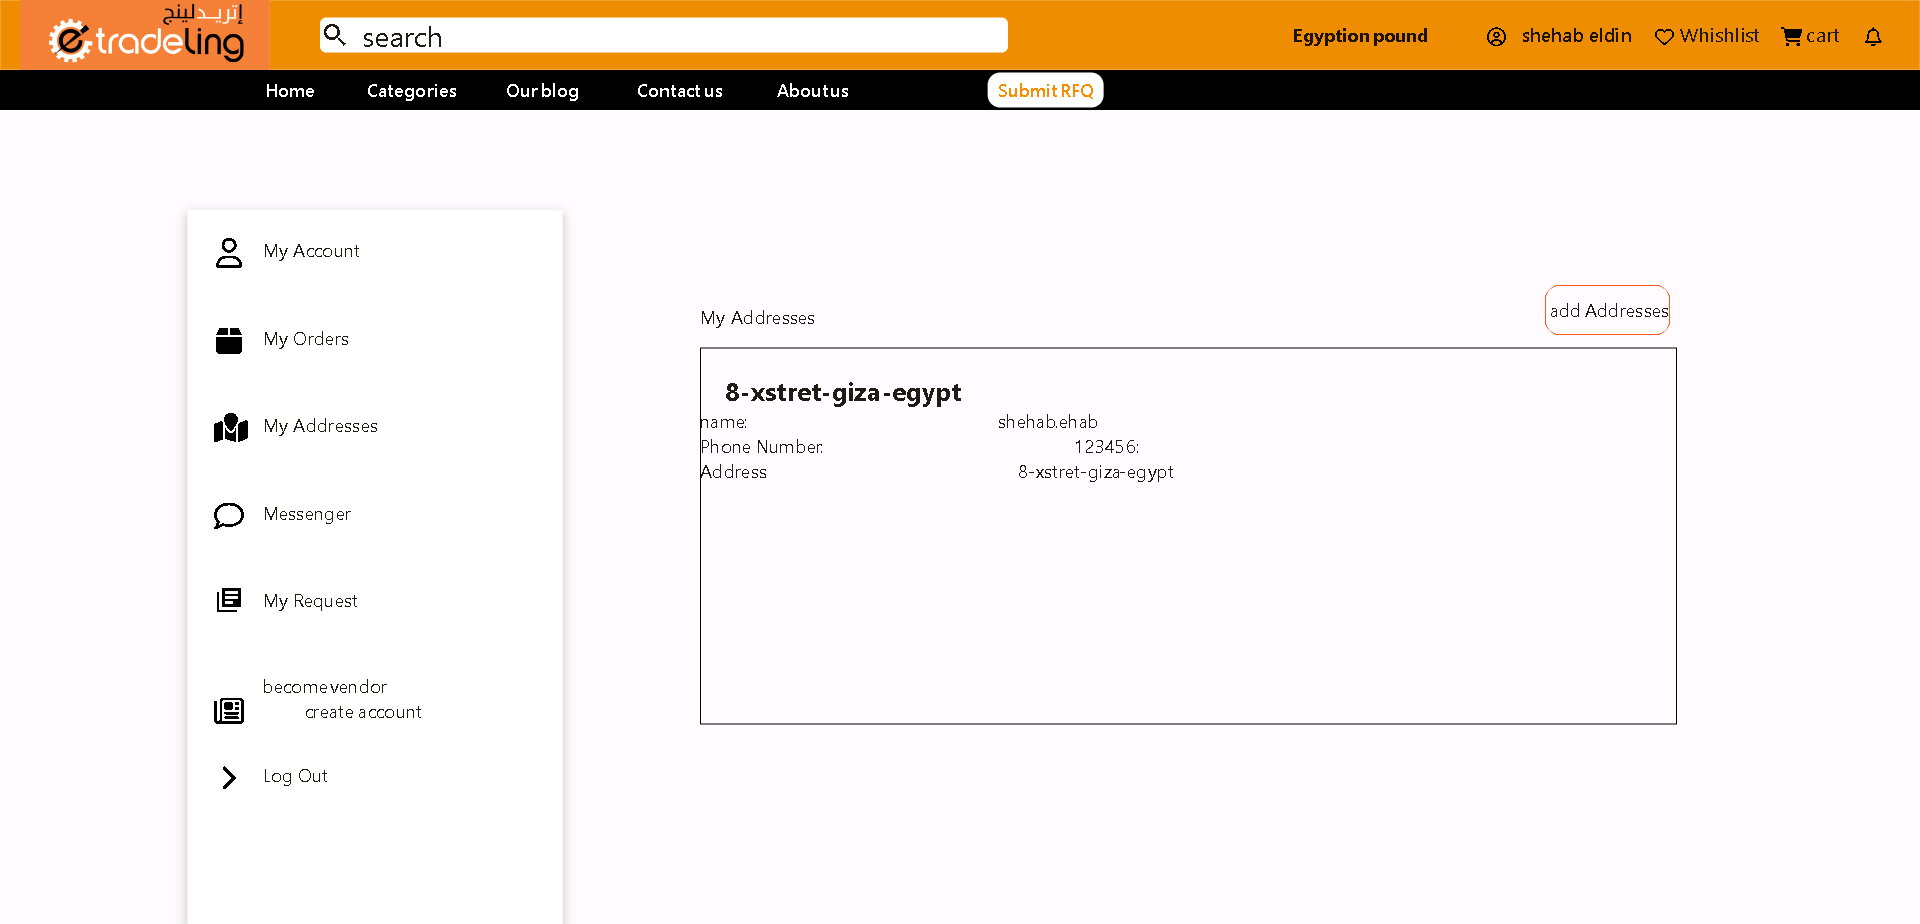 إتريدلينج
etradeling
search
Egyption pound
shehab eldin
Whishlist
cart
Home
Categories
Our blog
Contact us
About us
Submit RFQ
My Account
My Orders
My Addresses
Messenger
My Request
become vendor
create account
Log Out
My Addresses
add Addresses
8-xstret-giza-egypt
name: shehab.ehab
Phone Number: 123456:
Address 8-xstret-giza-egypt